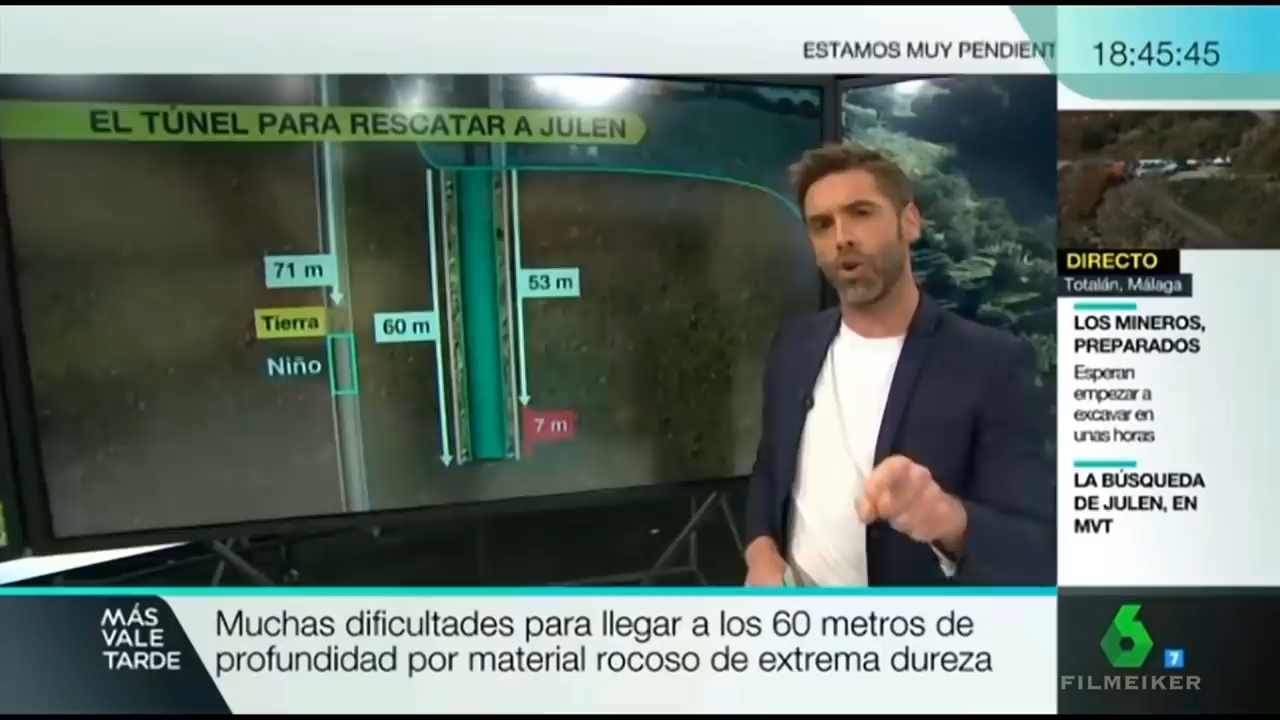 ESTAMOS MUY PENDIENT
18:45:45
EL TÚNEL PARA RESCATAR A JULEN
71 m
53 m
Tierra
60 m
Niño
7 m
DIRECTO
Totalán, Málaga
LOS MINEROS,
PREPARADOS
Esperan
empezar a
excavar en
unas horas
LA BÚSQUEDA
DE JULEN, EN
MVT
MÁS
VALE
TARDE
Muchas dificultades para llegar a los 60 metros de
profundidad por material rocoso de extrema dureza
6
7
FILMEIKER